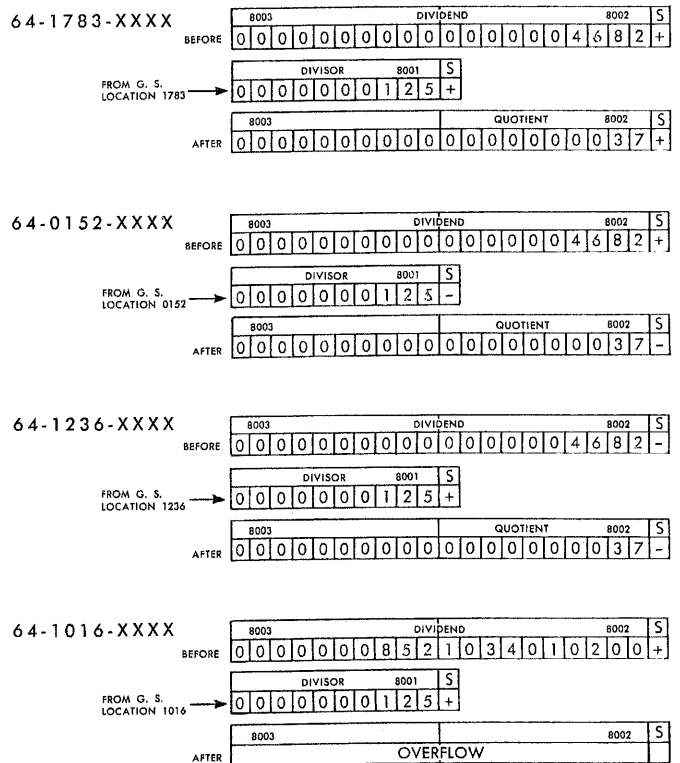 64-1783-XXXX
8003 DIVIDEND 8002 S
BEFORE 0 0 0 0 0 0 0 0 0 0 0 0 0 0 0 0 4 6 8 2 +
DIVISOR 8001 S
FROM G. S.
LOCATION 1783
0 0 0 0 0 0 0 1 2 5 +
8003 QUOTIENT 8002 S
AFTER 0 0 0 0 0 0 0 0 0 0 0 0 0 0 0 0 0 0 3 7 +
64-0152-XXXX
8003 DIVIDEND 8002 S
BEFORE 0 0 0 0 0 0 0 0 0 0 0 0 0 0 0 0 4 6 8 2 +
DIVISOR 8001 S
FROM G. S.
LOCATION 0152
0 0 0 0 0 0 0 1 2 5 -
8003 QUOTIENT 8002 S
AFTER 0 0 0 0 0 0 0 0 0 0 0 0 0 0 0 0 0 0 3 7 -
64-1236-XXXX
8003 DIVIDEND 8002 S
BEFORE 0 0 0 0 0 0 0 0 0 0 0 0 0 0 0 0 4 6 8 2 -
DIVISOR 8001 S
FROM G. S.
LOCATION 1236
0 0 0 0 0 0 0 1 2 5 +
8003 QUOTIENT 8002 S
AFTER 0 0 0 0 0 0 0 0 0 0 0 0 0 0 0 0 0 0 3 7 -
64-1016-XXXX
8003 DIVIDEND 8002 S
BEFORE 0 0 0 0 0 0 0 8 5 2 1 0 3 4 0 1 0 2 0 0 +
DIVISOR 8001 S
FROM G. S.
LOCATION 1016
0 0 0 0 0 0 0 1 2 5 +
8003 8002 S
AFTER OVERFLOW